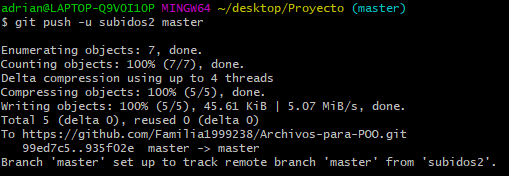 adrian@LAPTOP-Q9VOI10P MINGW64 ~/desktop/Proyecto (master)
$ git push -u subidos2 master
Enumerating objects: 7, done.
Counting objects: 100% (7/7), done.
Delta compression using up to 4 threads
Compressing objects: 100% (5/5), done.
Writing objects: 100% (5/5), 45.61 KiB | 5.07 MiB/s, done.
Total 5 (delta 0), reused 0 (delta 0)
To https://github.com/Familia1999238/Archivos-para-POO.git
   99ed7c5..935f02e  master -> master
Branch 'master' set up to track remote branch 'master' from 'subidos2'.